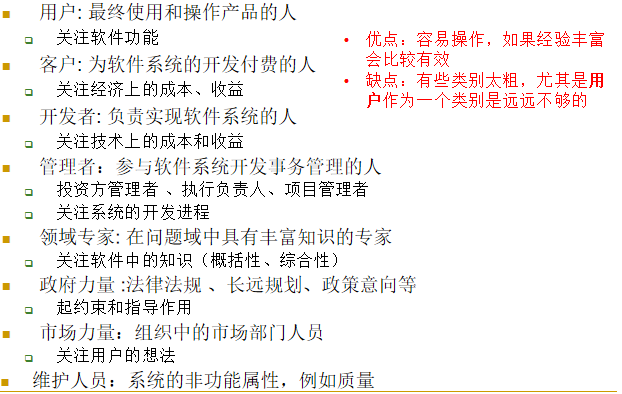 用户: 最终使用和操作产品的人
关注软件功能
客户: 为软件系统的开发付费的人
关注经济上的成本、收益
开发者: 负责实现软件系统的人
关注技术上的成本和收益
管理者：参与软件系统开发事务管理的人
投资方管理者 、执行负责人、项目管理者
关注系统的开发进程
领域专家: 在问题域中具有丰富知识的专家
关注软件中的知识（概括性、综合性）
政府力量 :法律法规 、长远规划、政策意向等
起约束和指导作用
市场力量：组织中的市场部门人员
关注用户的想法
维护人员：系统的非功能属性，例如质量
• 优点：容易操作，如果经验丰富
会比较有效
• 缺点：有些类别太粗，尤其是用
户作为一个类别是远远不够的